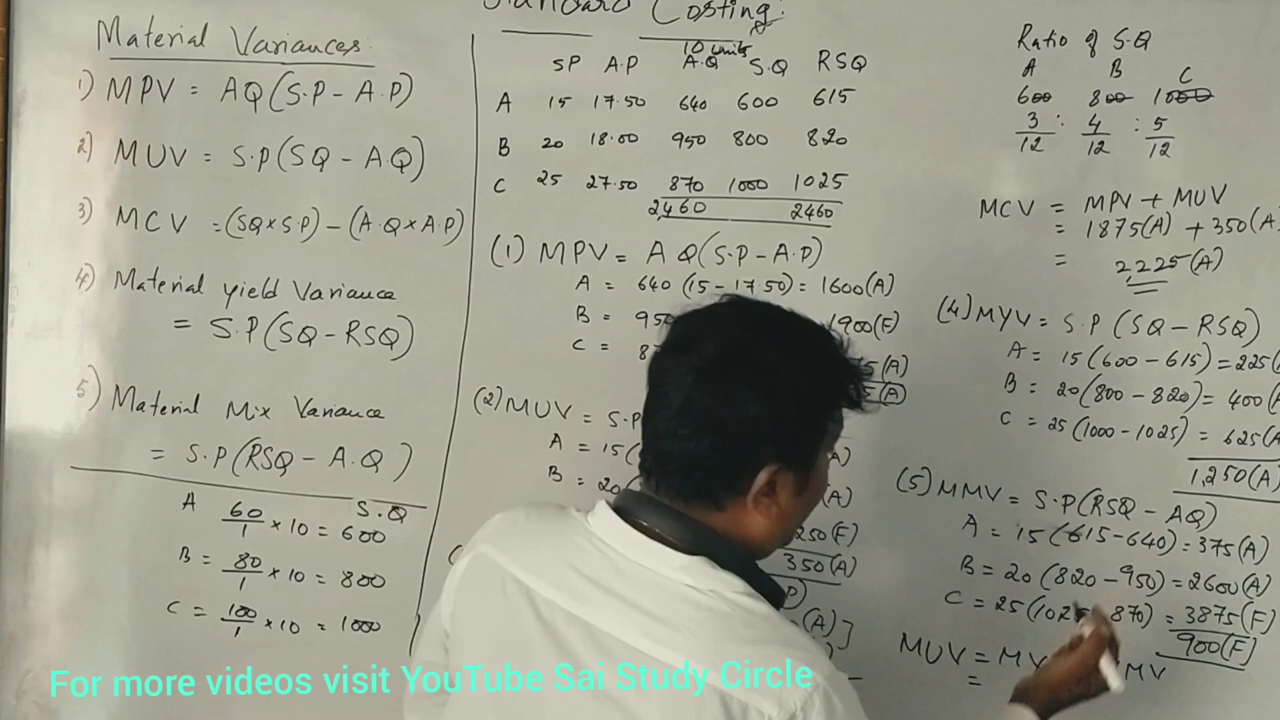 Standard Costing:
Material Variances:
1) MPV = AQ(S.P - A.P)
2) MUV = S.P(SQ - A.Q)
3) MCV = (SQ x S.P) - (A.Q x A.P)
4) Material yield Variance
= S.P(SQ - RSQ)
5) Material Mix Variance
= S.P(RSQ - A.Q)
S.Q
A 60/1 x 10 = 600
B = 80/1 x 10 = 800
C = 100/1 x 10 = 1000
10 units
SP A.P A.Q S.Q RSQ
A 15 17.50 640 600 615
B 20 18.00 950 800 820
C 25 27.50 870 1000 1025
2460 2460
(1) MPV = AQ(S.P - A.P)
A = 640 (15 - 17.50) = 1600(A)
B = 950 1900(F)
C =
(2) MUV = S.P
A = 15(
B = 20(
250(F)
350(A)
Ratio of S.Q
A B C
600 800 1000
3/12 : 4/12 : 5/12
MCV = MPV + MUV
= 1875(A) + 350(A
= 2,225(A)
(4) MYV = S.P (SQ - RSQ)
A = 15(600 - 615) = 225(A
B = 20(800 - 820) = 400(A
C = 25(1000 - 1025) = 625(A
1,250(A)
(5) MMV = S.P(RSQ - AQ)
A = 15(615 - 640) = 375(A)
B = 20(820 - 950) = 2600(A)
C = 25(1025 870) = 3875(F)
900(F)
MUV = MY MV
=
For more videos visit YouTube Sai Study Circle